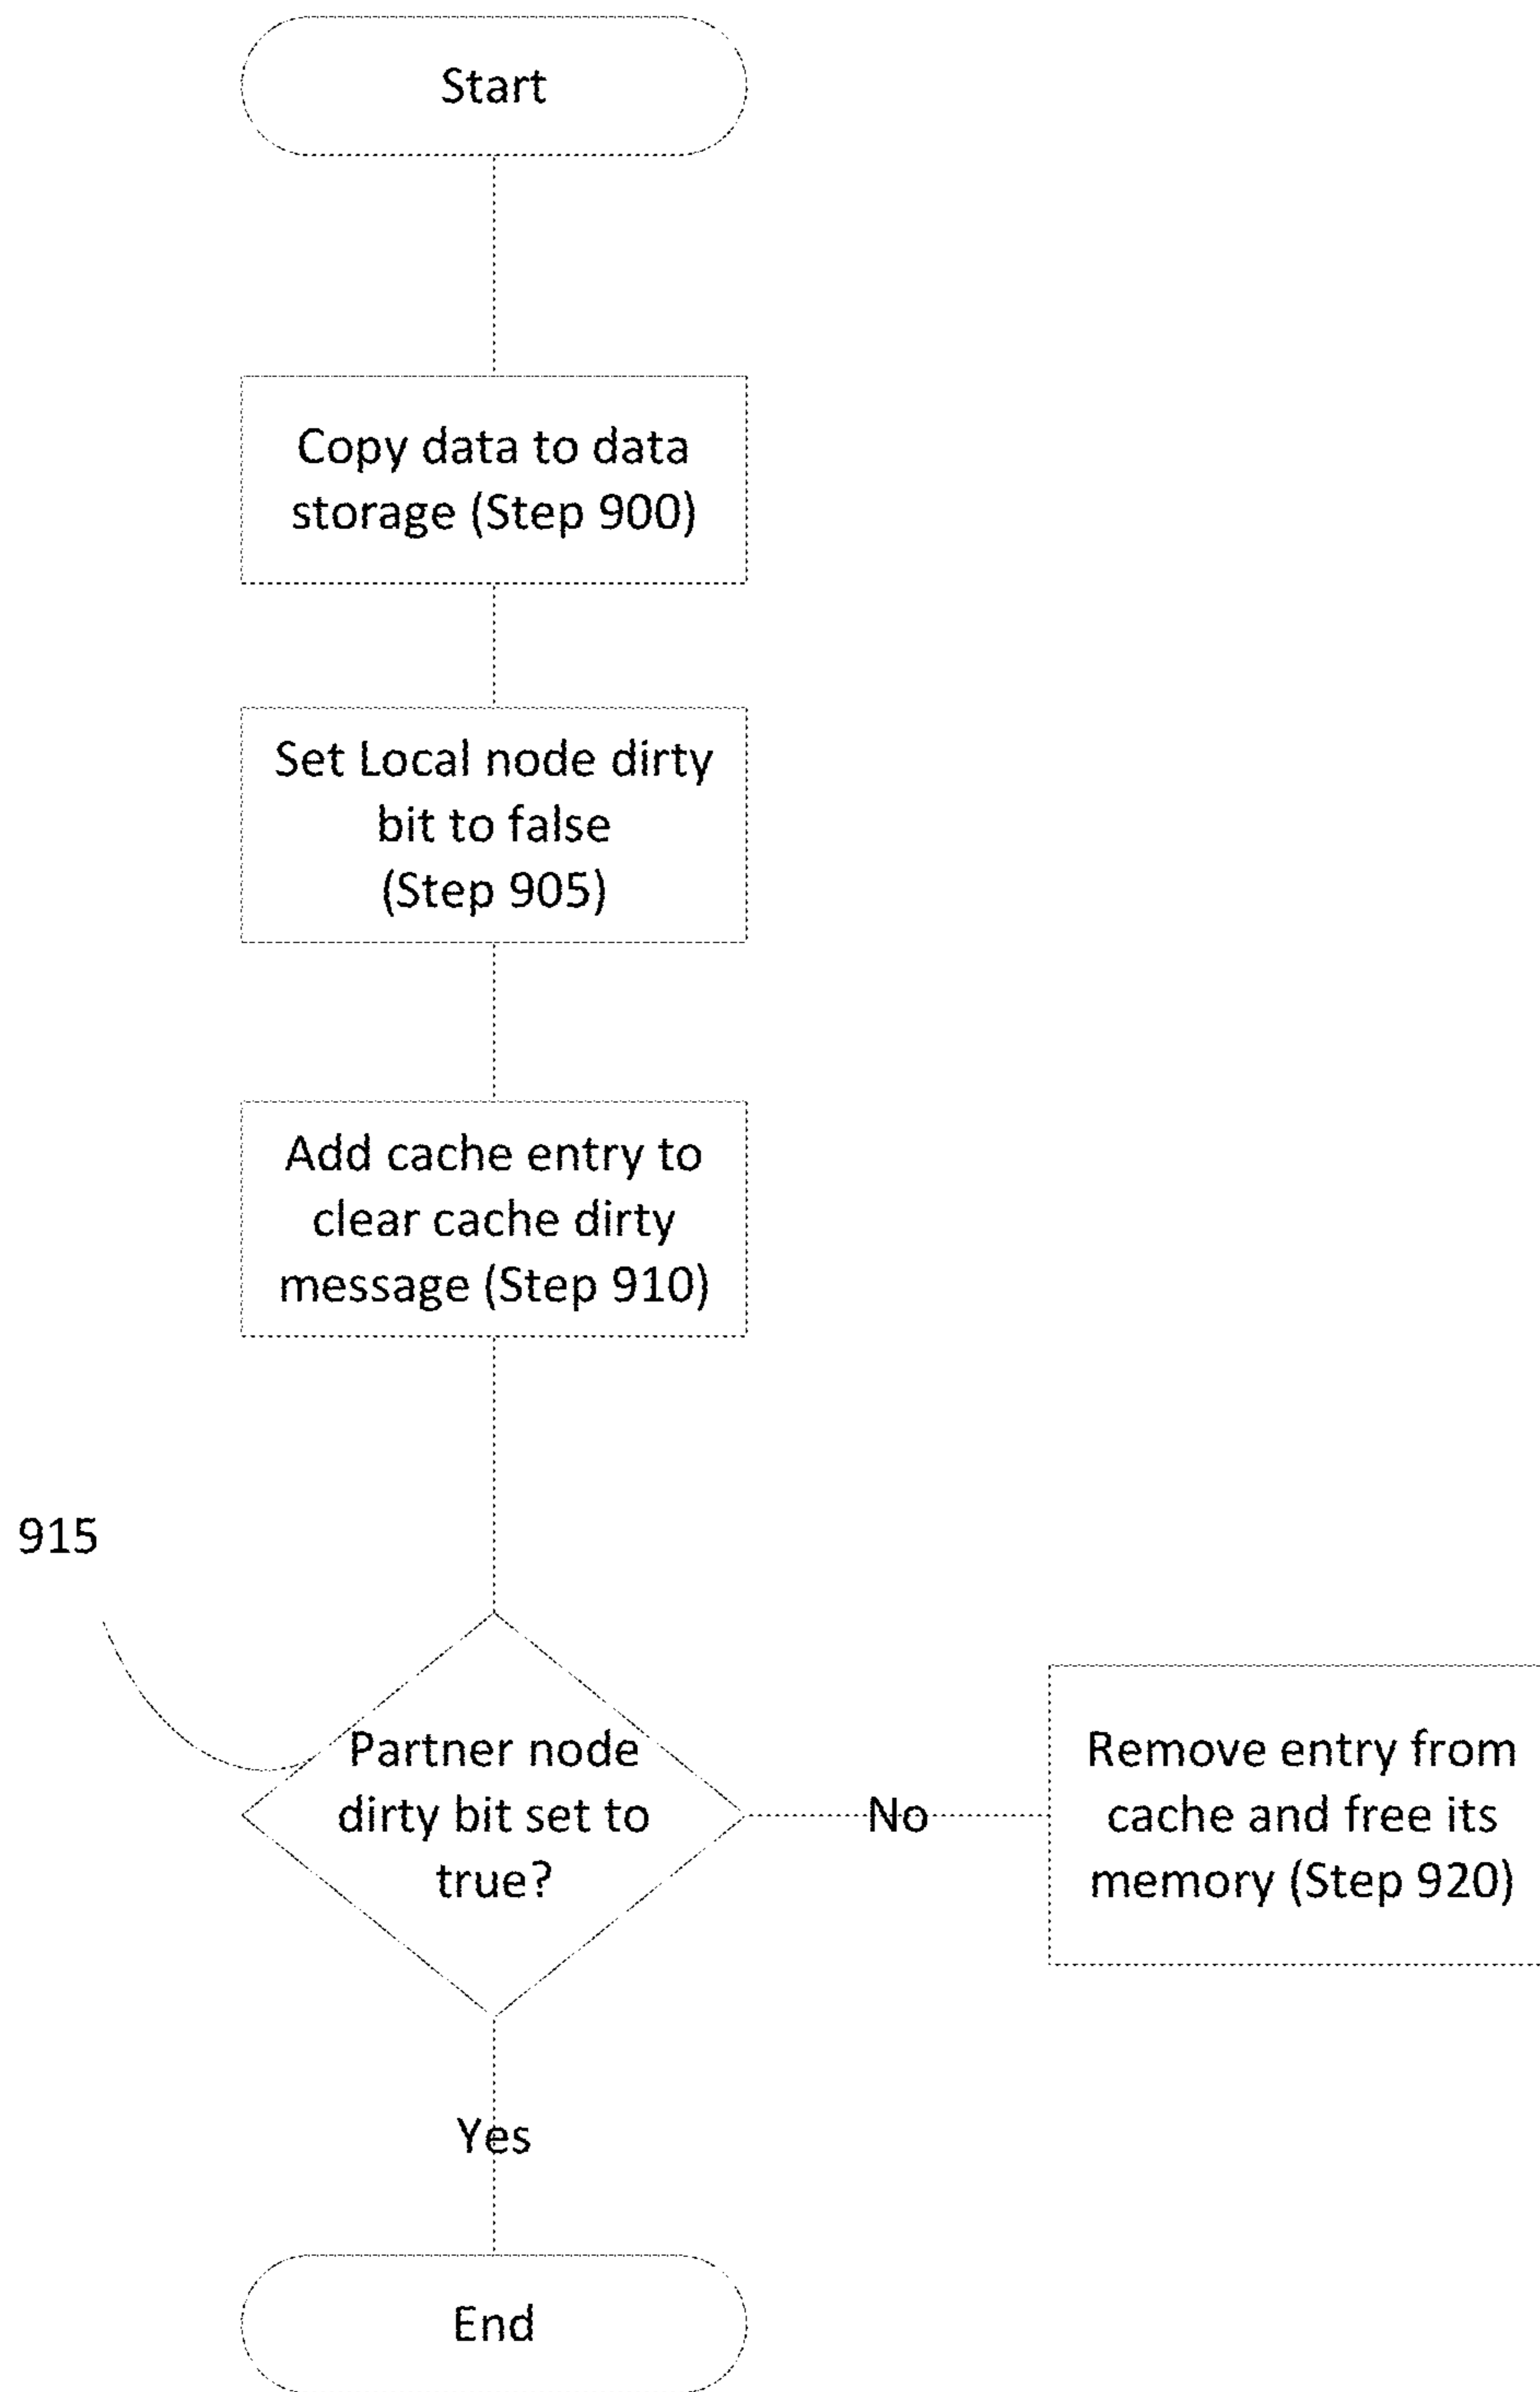 Start
Copy data to data
storage (Step 900)
Set Local node dirty
bit to false
(Step 905)
Add cache entry to
clear cache dirty
message (Step 910)
915
Partner node
dirty bit set to
true?
No
Remove entry from
cache and free its
memory (Step 920)
Yes
End